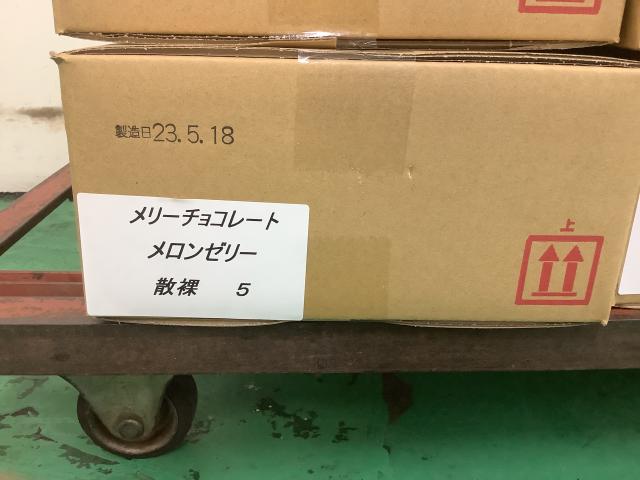 製造日23.5.18
メリーチョコレート
メロンゼリー
散裸 5
上